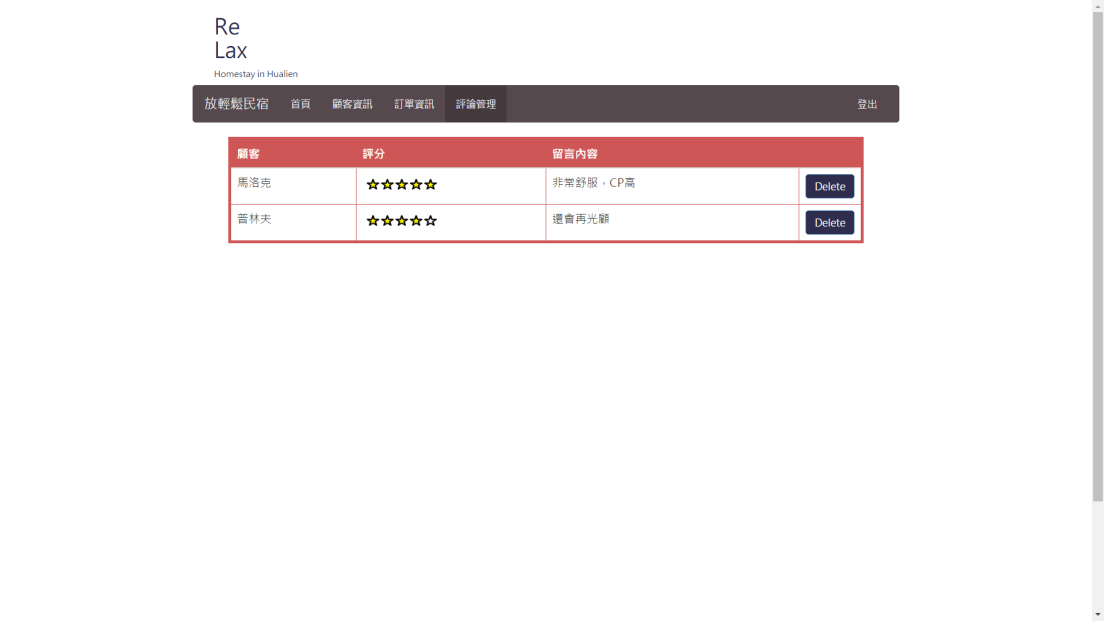 Re
Lax
Homestay in Hualien
放輕鬆民宿 首頁 顧客資訊 訂單資訊 評論管理 登出
顧客 評分 留言內容
馬洛克 非常舒服，CP高 Delete
普林夫 還會再光顧 Delete